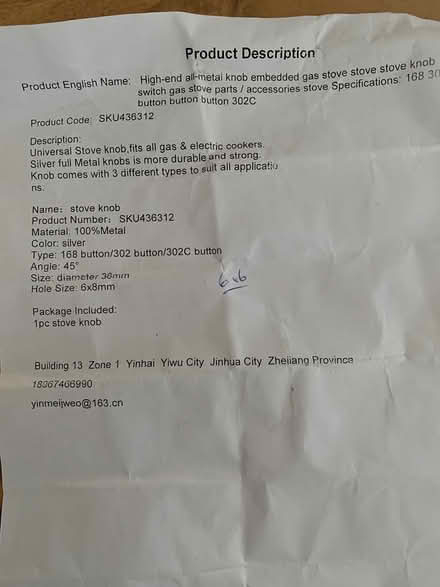 Product Description
Product English Name: High-end all-metal knob embedded gas stove stove stove knob
switch gas stove parts / accessories stove Specifications: 168 30
button button button 302C
Product Code: SKU436312
Description:
Universal Stove knob,fits all gas & electric cookers.
Silver full Metal knobs is more durable and strong.
Knob comes with 3 different types to suit all applicatio
ns.
Name: stove knob
Product Number: SKU436312
Material: 100%Metal
Color: silver
Type: 168 button/302 button/302C button
Angle: 45°
Size: diameter 36mm
Hole Size: 6x8mm
6x6
Package Included:
1pc stove knob
Building 13 Zone 1 Yinhai Yiwu City Jinhua City Zhejiang Province
18067466990
yinmeijweo@163.cn